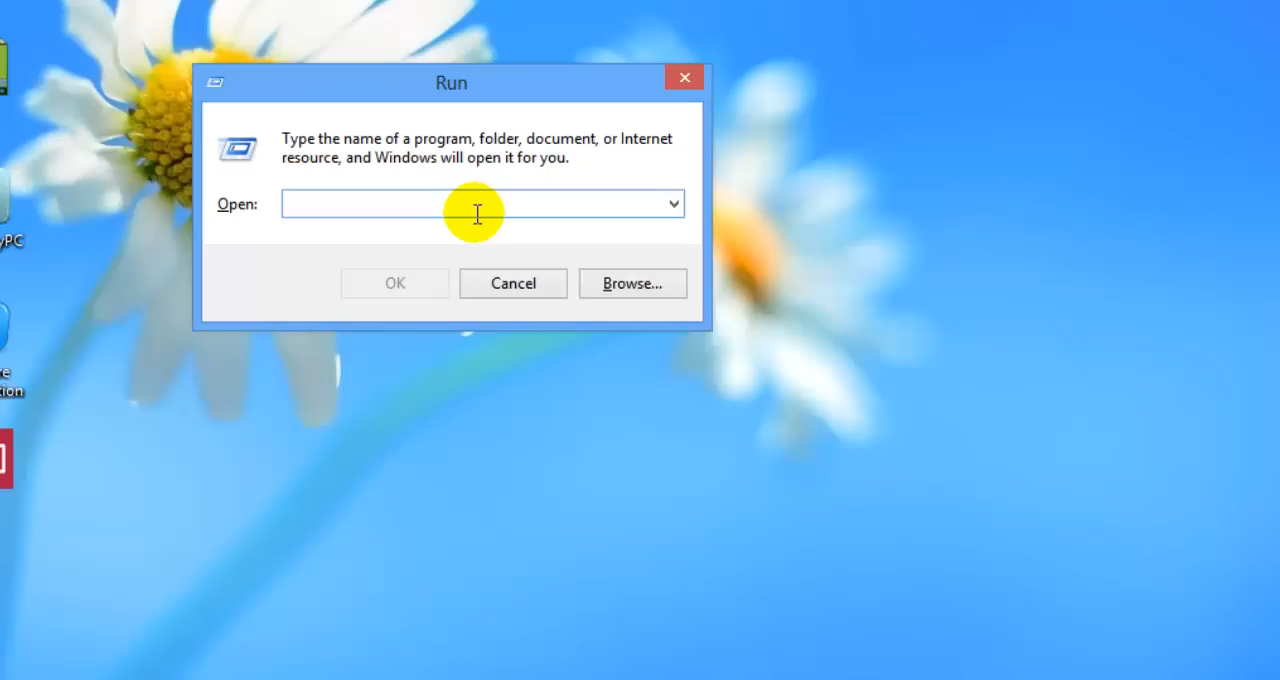 Run
Type the name of a program, folder, document, or Internet
resource, and Windows will open it for you.
Open:
OK
Cancel
Browse...
yPC
tion